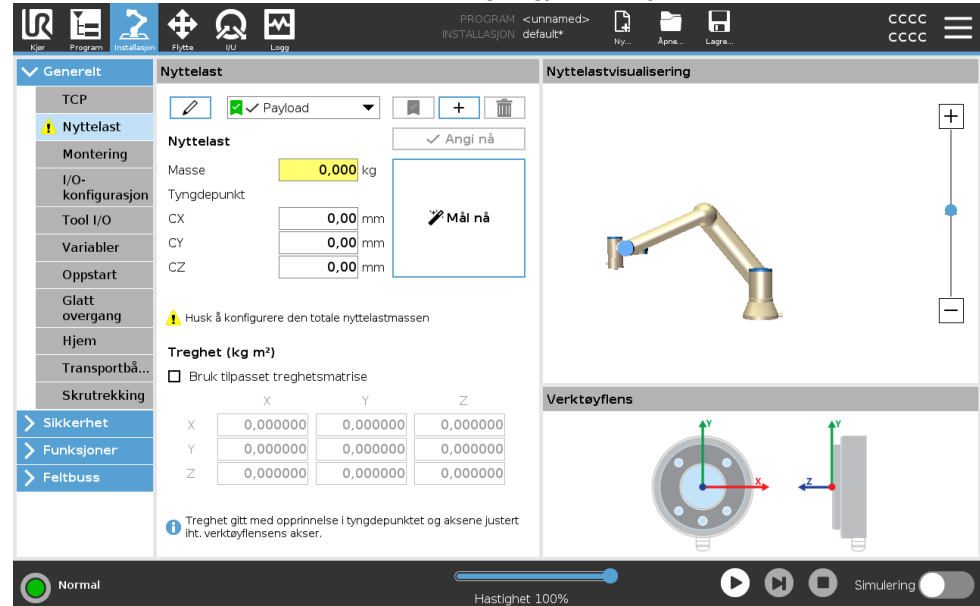 PROGRAM <unnamed>
INSTALLASJON default*
CCCC
CCCC
Kjør
Program
Installasjon
Flytte
I/U
Logg
Ny...
Åpne...
Lagre...
Generelt
TCP
Nyttelast
Montering
I/O-
konfigurasjon
Tool I/O
Variabler
Oppstart
Glatt
overgang
Hjem
Transportbå...
Skrutrekking
Sikkerhet
Funksjoner
Feltbuss
Nyttelast
Payload
Nyttelast
Angi nå
Masse 0,000 kg
Tyngdepunkt
CX 0,00 mm
CY 0,00 mm
CZ 0,00 mm
Mål nå
Husk å konfigurere den totale nyttelastmassen
Treghet (kg m²)
Bruk tilpasset treghetsmatrise
X Y Z
X 0,000000 0,000000 0,000000
Y 0,000000 0,000000 0,000000
Z 0,000000 0,000000 0,000000
Treghet gitt med opprinnelse i tyngdepunktet og aksene justert
iht. verktøyflensens akser.
Nyttelastvisualisering
Verktøyflens
Y
X
Y
Z
Normal
Hastighet 100%
Simulering